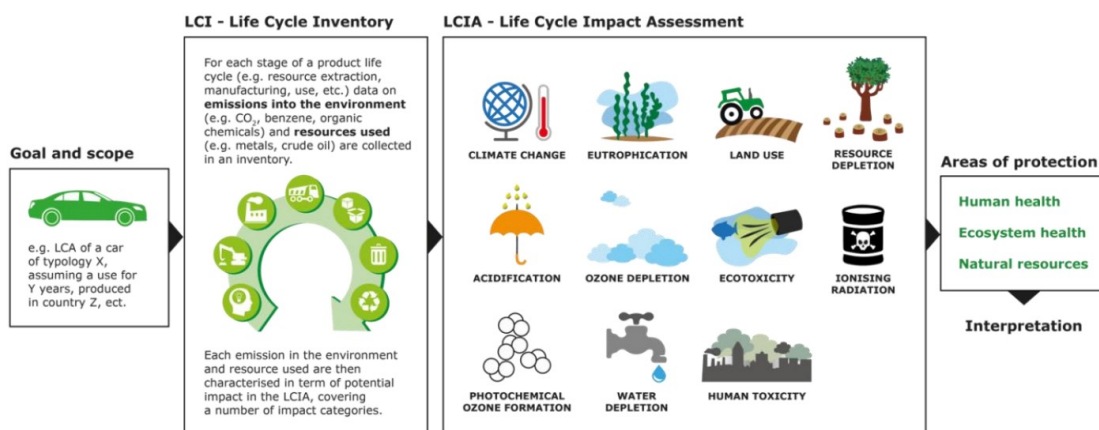 Goal and scope
e.g. LCA of a car
of typology X,
assuming a use for
Y years, produced
in country Z, ect.
LCI - Life Cycle Inventory
For each stage of a product life
cycle (e.g. resource extraction,
manufacturing, use, etc.) data on
emissions into the environment
(e.g. CO₂, benzene, organic
chemicals) and resources used
(e.g. metals, crude oil) are collected
in an inventory.
Each emission in the environment
and resource used are then
characterised in term of potential
impact in the LCIA, covering
a number of impact categories.
LCIA - Life Cycle Impact Assessment
CLIMATE CHANGE
EUTROPHICATION
LAND USE
RESOURCE
DEPLETION
ACIDIFICATION
OZONE DEPLETION
ECOTOXICITY
IONISING
RADIATION
PHOTOCHEMICAL
OZONE FORMATION
WATER
DEPLETION
HUMAN TOXICITY
Areas of protection
Human health
Ecosystem health
Natural resources
Interpretation